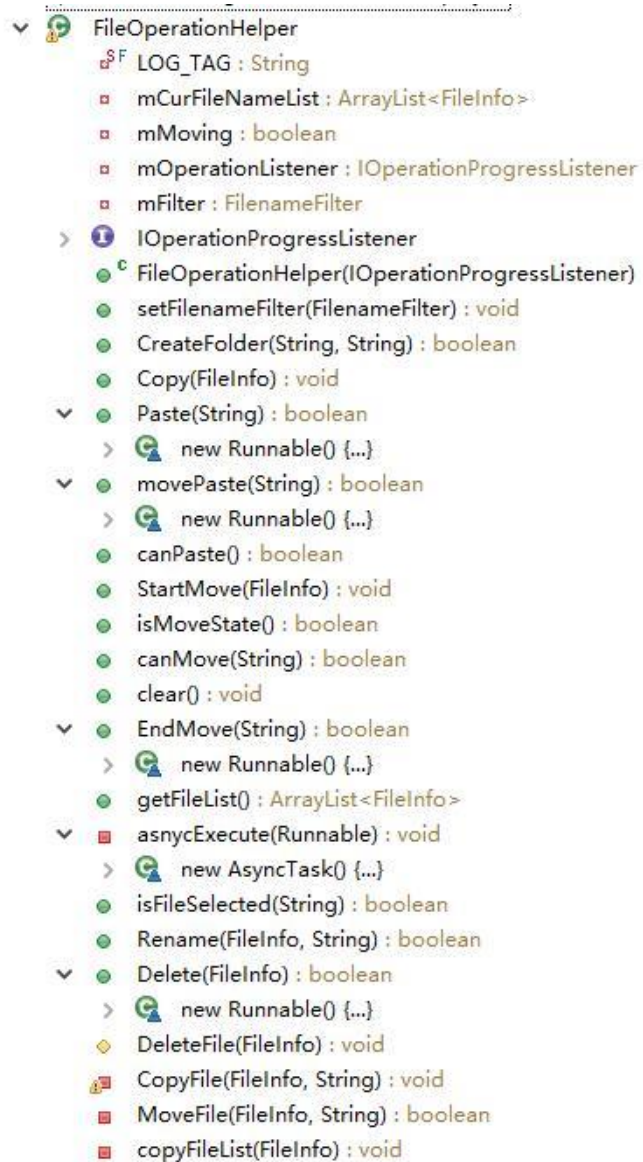 FileOperationHelper
S F LOG_TAG : String
mCurFileNameList : ArrayList<FileInfo>
mMoving : boolean
mOperationListener : IOperationProgressListener
mFilter : FilenameFilter
I IOperationProgressListener
C FileOperationHelper(IOperationProgressListener)
setFilenameFilter(FilenameFilter) : void
CreateFolder(String, String) : boolean
Copy(FileInfo) : void
Paste(String) : boolean
new Runnable() {...}
movePaste(String) : boolean
new Runnable() {...}
canPaste() : boolean
StartMove(FileInfo) : void
isMoveState() : boolean
canMove(String) : boolean
clear() : void
EndMove(String) : boolean
new Runnable() {...}
getFileList() : ArrayList<FileInfo>
asnycExecute(Runnable) : void
new AsyncTask() {...}
isFileSelected(String) : boolean
Rename(FileInfo, String) : boolean
Delete(FileInfo) : boolean
new Runnable() {...}
DeleteFile(FileInfo) : void
CopyFile(FileInfo, String) : void
MoveFile(FileInfo, String) : boolean
copyFileList(FileInfo) : void